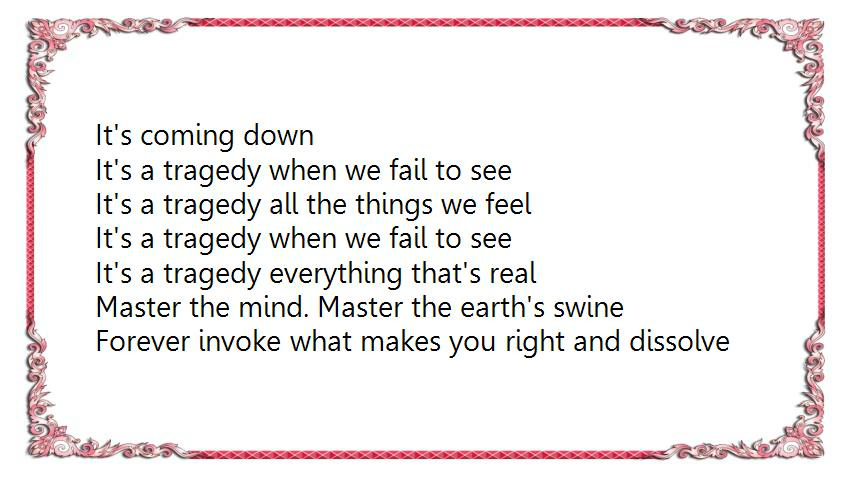 It's coming down
It's a tragedy when we fail to see
It's a tragedy all the things we feel
It's a tragedy when we fail to see
It's a tragedy everything that's real
Master the mind. Master the earth's swine
Forever invoke what makes you right and dissolve